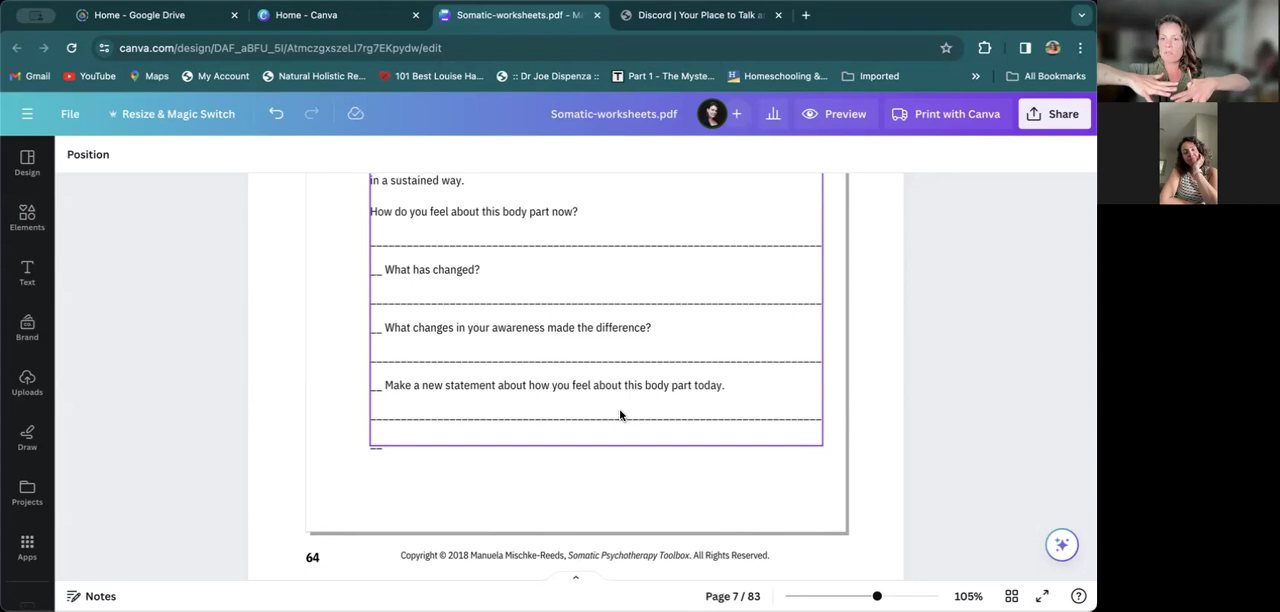 Home - Google Drive
Home - Canva
Somatic-worksheets.pdf - Ma
Discord | Your Place to Talk a
canva.com/design/DAF_aBFU_5I/AtmczgxszeLI7rg7EKpydw/edit
Gmail
YouTube
Maps
My Account
Natural Holistic Re...
101 Best Louise Ha...
:: Dr Joe Dispenza ::
Part 1 - The Myste...
Homeschooling &...
Imported
»
All Bookmarks
File
Resize & Magic Switch
Somatic-worksheets.pdf
Preview
Print with Canva
Share
Design
Position
Elements
Text
Brand
Uploads
Draw
Projects
Apps
in a sustained way.
How do you feel about this body part now?
__ What has changed?
__ What changes in your awareness made the difference?
__ Make a new statement about how you feel about this body part today.
__
64
Copyright © 2018 Manuela Mischke-Reeds, Somatic Psychotherapy Toolbox. All Rights Reserved.
Notes
Page 7 / 83
105%